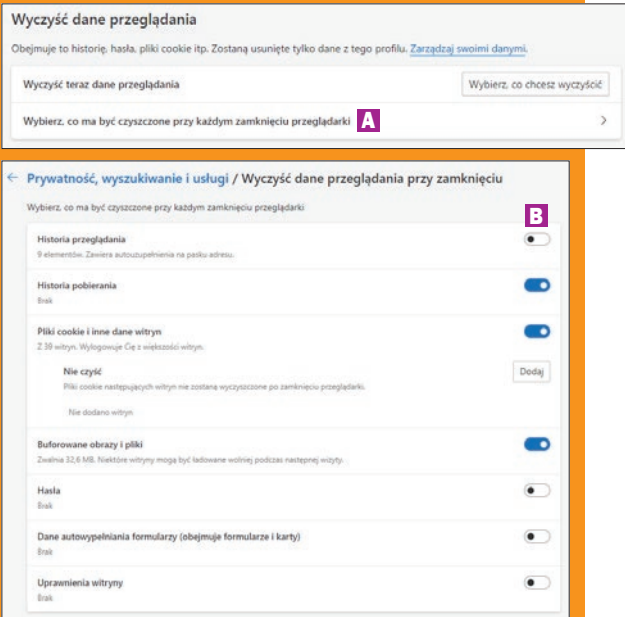 Wyczyść dane przeglądania
Obejmuje to historię, hasła, pliki cookie itp. Zostaną usunięte tylko dane z tego profilu. Zarządzaj swoimi danymi.
Wyczyść teraz dane przeglądania
Wybierz, co chcesz wyczyścić
Wybierz, co ma być czyszczone przy każdym zamknięciu przeglądarki A
Prywatność, wyszukiwanie i usługi / Wyczyść dane przeglądania przy zamknięciu
Wybierz, co ma być czyszczone przy każdym zamknięciu przeglądarki
B
Historia przeglądania
9 elementów. Zawiera autouzupełnienia na pasku adresu.
Historia pobierania
Brak
Pliki cookie i inne dane witryn
Z 39 witryn. Wylogowuje Cię z większości witryn.
Nie czyść
Dodaj
Pliki cookie następujących witryn nie zostaną wyczyszczone po zamknięciu przeglądarki.
Nie dodano witryn
Buforowane obrazy i pliki
Zwalnia 32,6 MB. Niektóre witryny mogą być ładowane wolniej podczas następnej wizyty.
Hasła
Brak
Dane autowypełniania formularzy (obejmuje formularze i karty)
Brak
Uprawnienia witryny
Brak